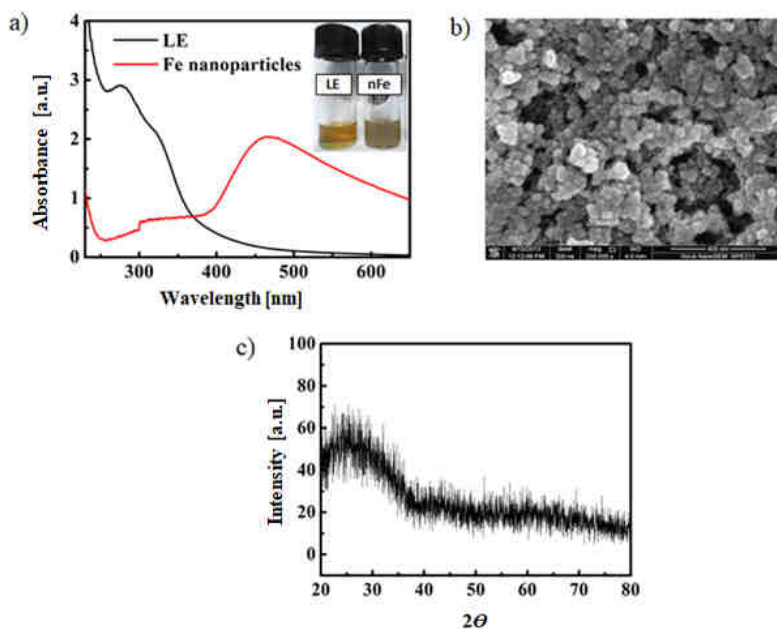 a)
4
3
2
1
0
Absorbance [a.u.]
LE
Fe nanoparticles
LE
nFe
300
400
500
600
Wavelength [nm]
b)
c)
100
80
60
40
20
0
Intensity [a.u.]
20
30
40
50
60
70
80
2Θ